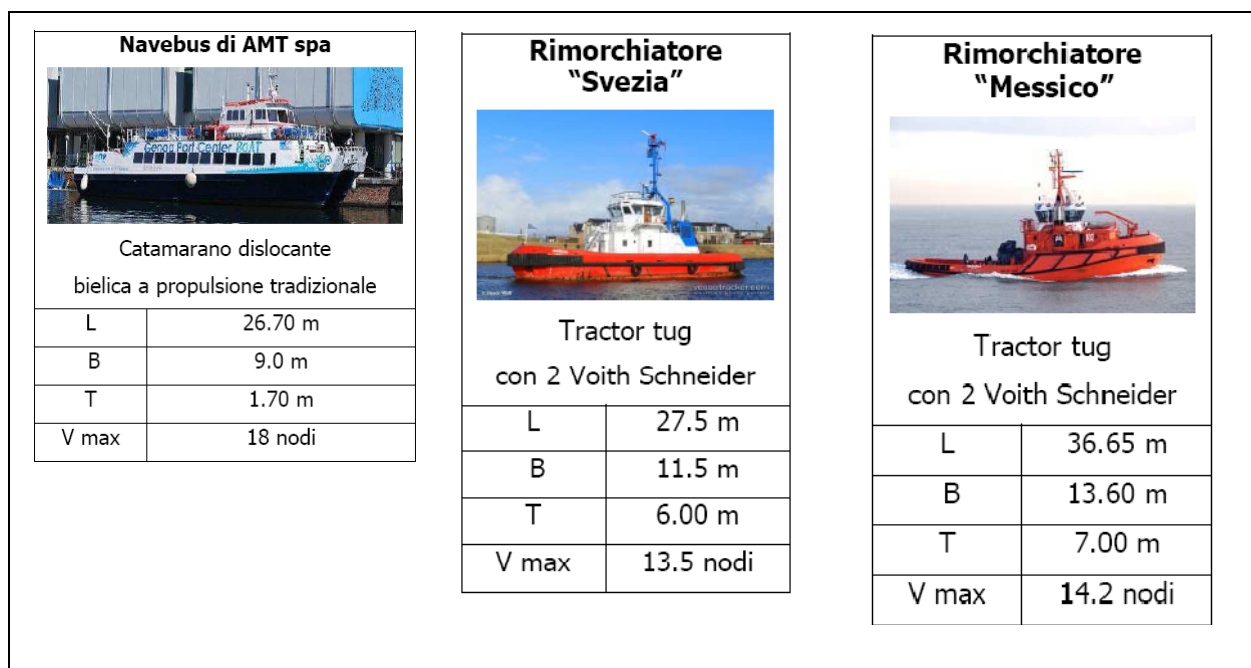 Navebus di AMT spa
Genoa Port Center BOAT
Catamarano dislocante
bielica a propulsione tradizionale
L 26.70 m
B 9.0 m
T 1.70 m
V max 18 nodi
Rimorchiatore
“Svezia”
vesseltracker.com
Tractor tug
con 2 Voith Schneider
L 27.5 m
B 11.5 m
T 6.00 m
V max 13.5 nodi
Rimorchiatore
“Messico”
Tractor tug
con 2 Voith Schneider
L 36.65 m
B 13.60 m
T 7.00 m
V max 14.2 nodi